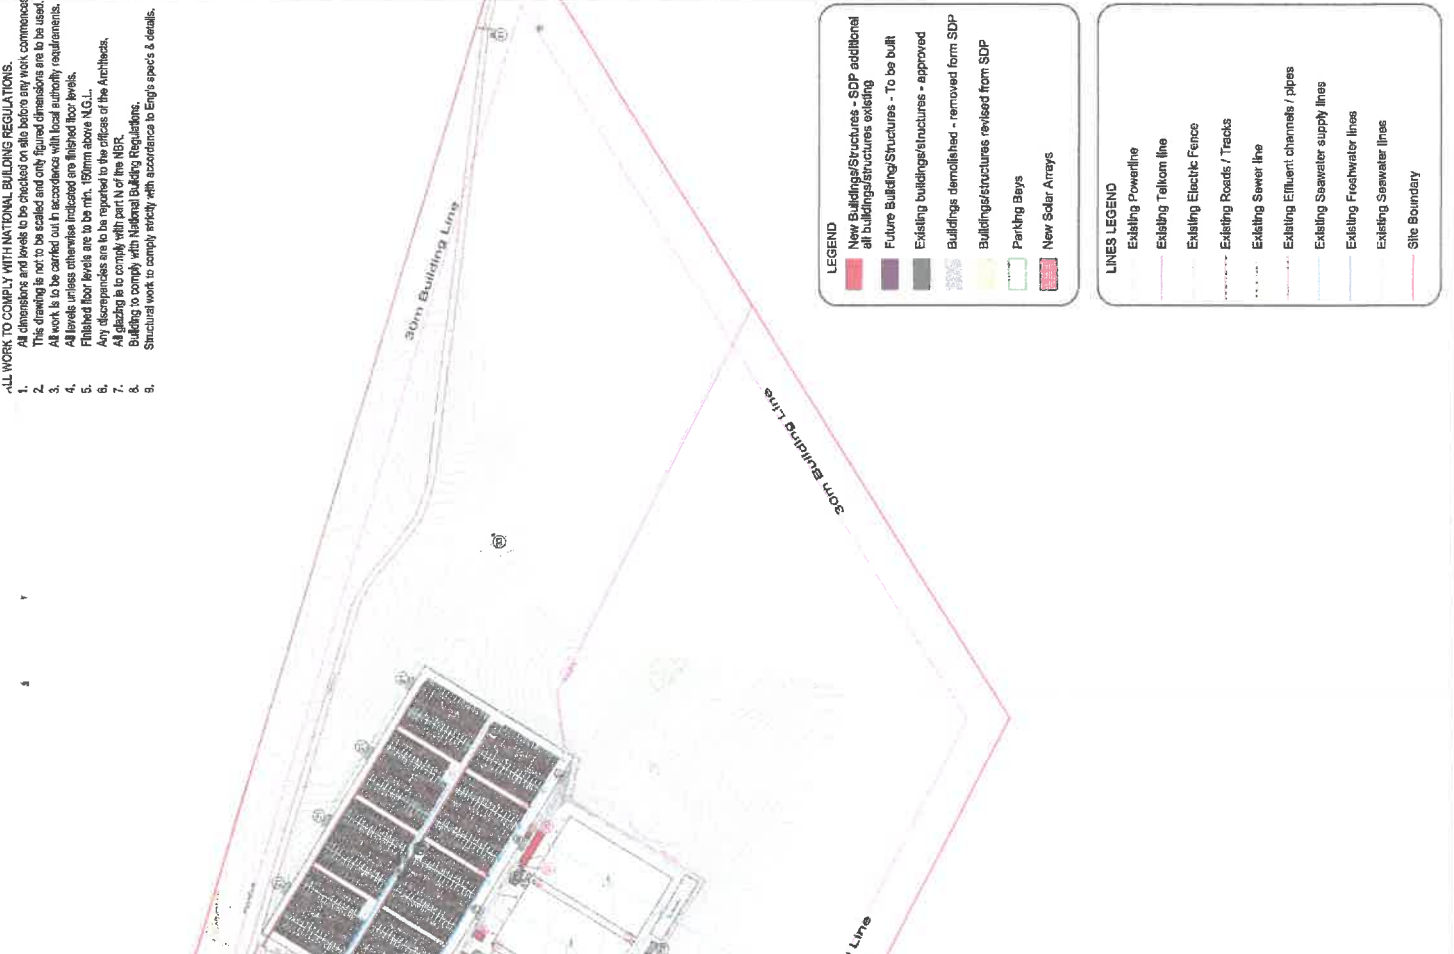 ALL WORK TO COMPLY WITH NATIONAL BUILDING REGULATIONS.
1. All dimensions and levels to be checked on site before any work commences
2. This drawing is not to be scaled and only figured dimensions are to be used.
3. All work is to be carried out in accordance with local authority requirements.
4. All levels unless otherwise indicated are finished floor levels.
5. Finished floor levels are to be min. 150mm above N.G.L.
6. Any discrepancies are to be reported to the offices of the Architects.
7. All glazing is to comply with part N of the NBR.
8. Building to comply with National Building Regulations.
9. Structural work to comply strictly with accordance to Eng's spec's & details.
30m Building Line
30m Building Line
Line
LEGEND
New Buildings/Structures - SDP additional
all buildings/structures existing
Future Building/Structures - To be built
Existing buildings/structures - approved
Buildings demolished - removed form SDP
Buildings/structures revised from SDP
Parking Bays
New Solar Arrays
LINES LEGEND
Existing Powerline
Existing Telkom line
Existing Electric Fence
Existing Roads / Tracks
Existing Sewer line
Existing Effluent channels / pipes
Existing Seawater supply lines
Existing Freshwater lines
Existing Seawater lines
Site Boundary